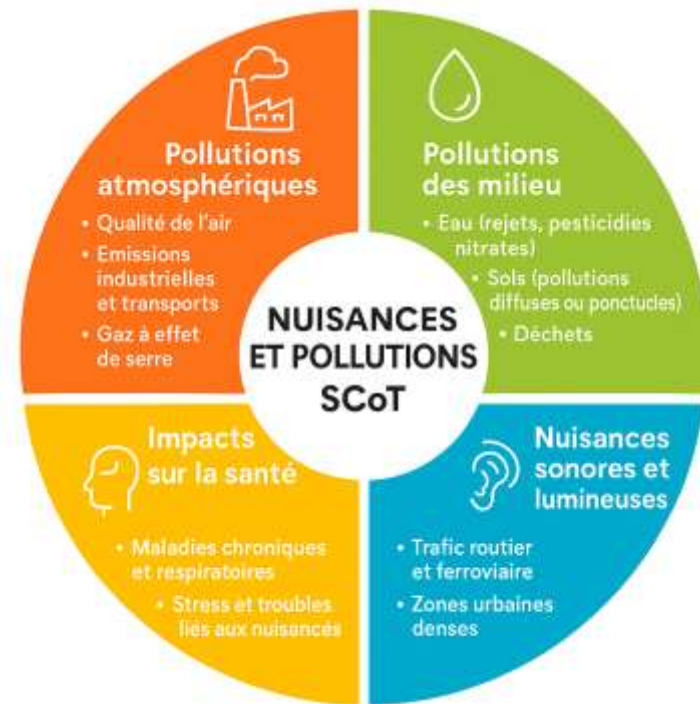 Pollutions
atmosphériques
• Qualité de l'air
• Emissions
industrielles
et transports
• Gaz à effet
de serre
Pollutions
des milieu
• Eau (rejets, pesticidies
nitrates)
• Sols (pollutions
diffuses ou ponctucles)
• Déchets
NUISANCES
ET POLLUTIONS
SCoT
Impacts
sur la santé
• Maladies chroniques
et respiratoires
• Stress et troubles
liés aux nuisancés
Nuisances
sonores et
lumineuses
• Trafic routier
et ferroviaire
• Zones urbaines
denses